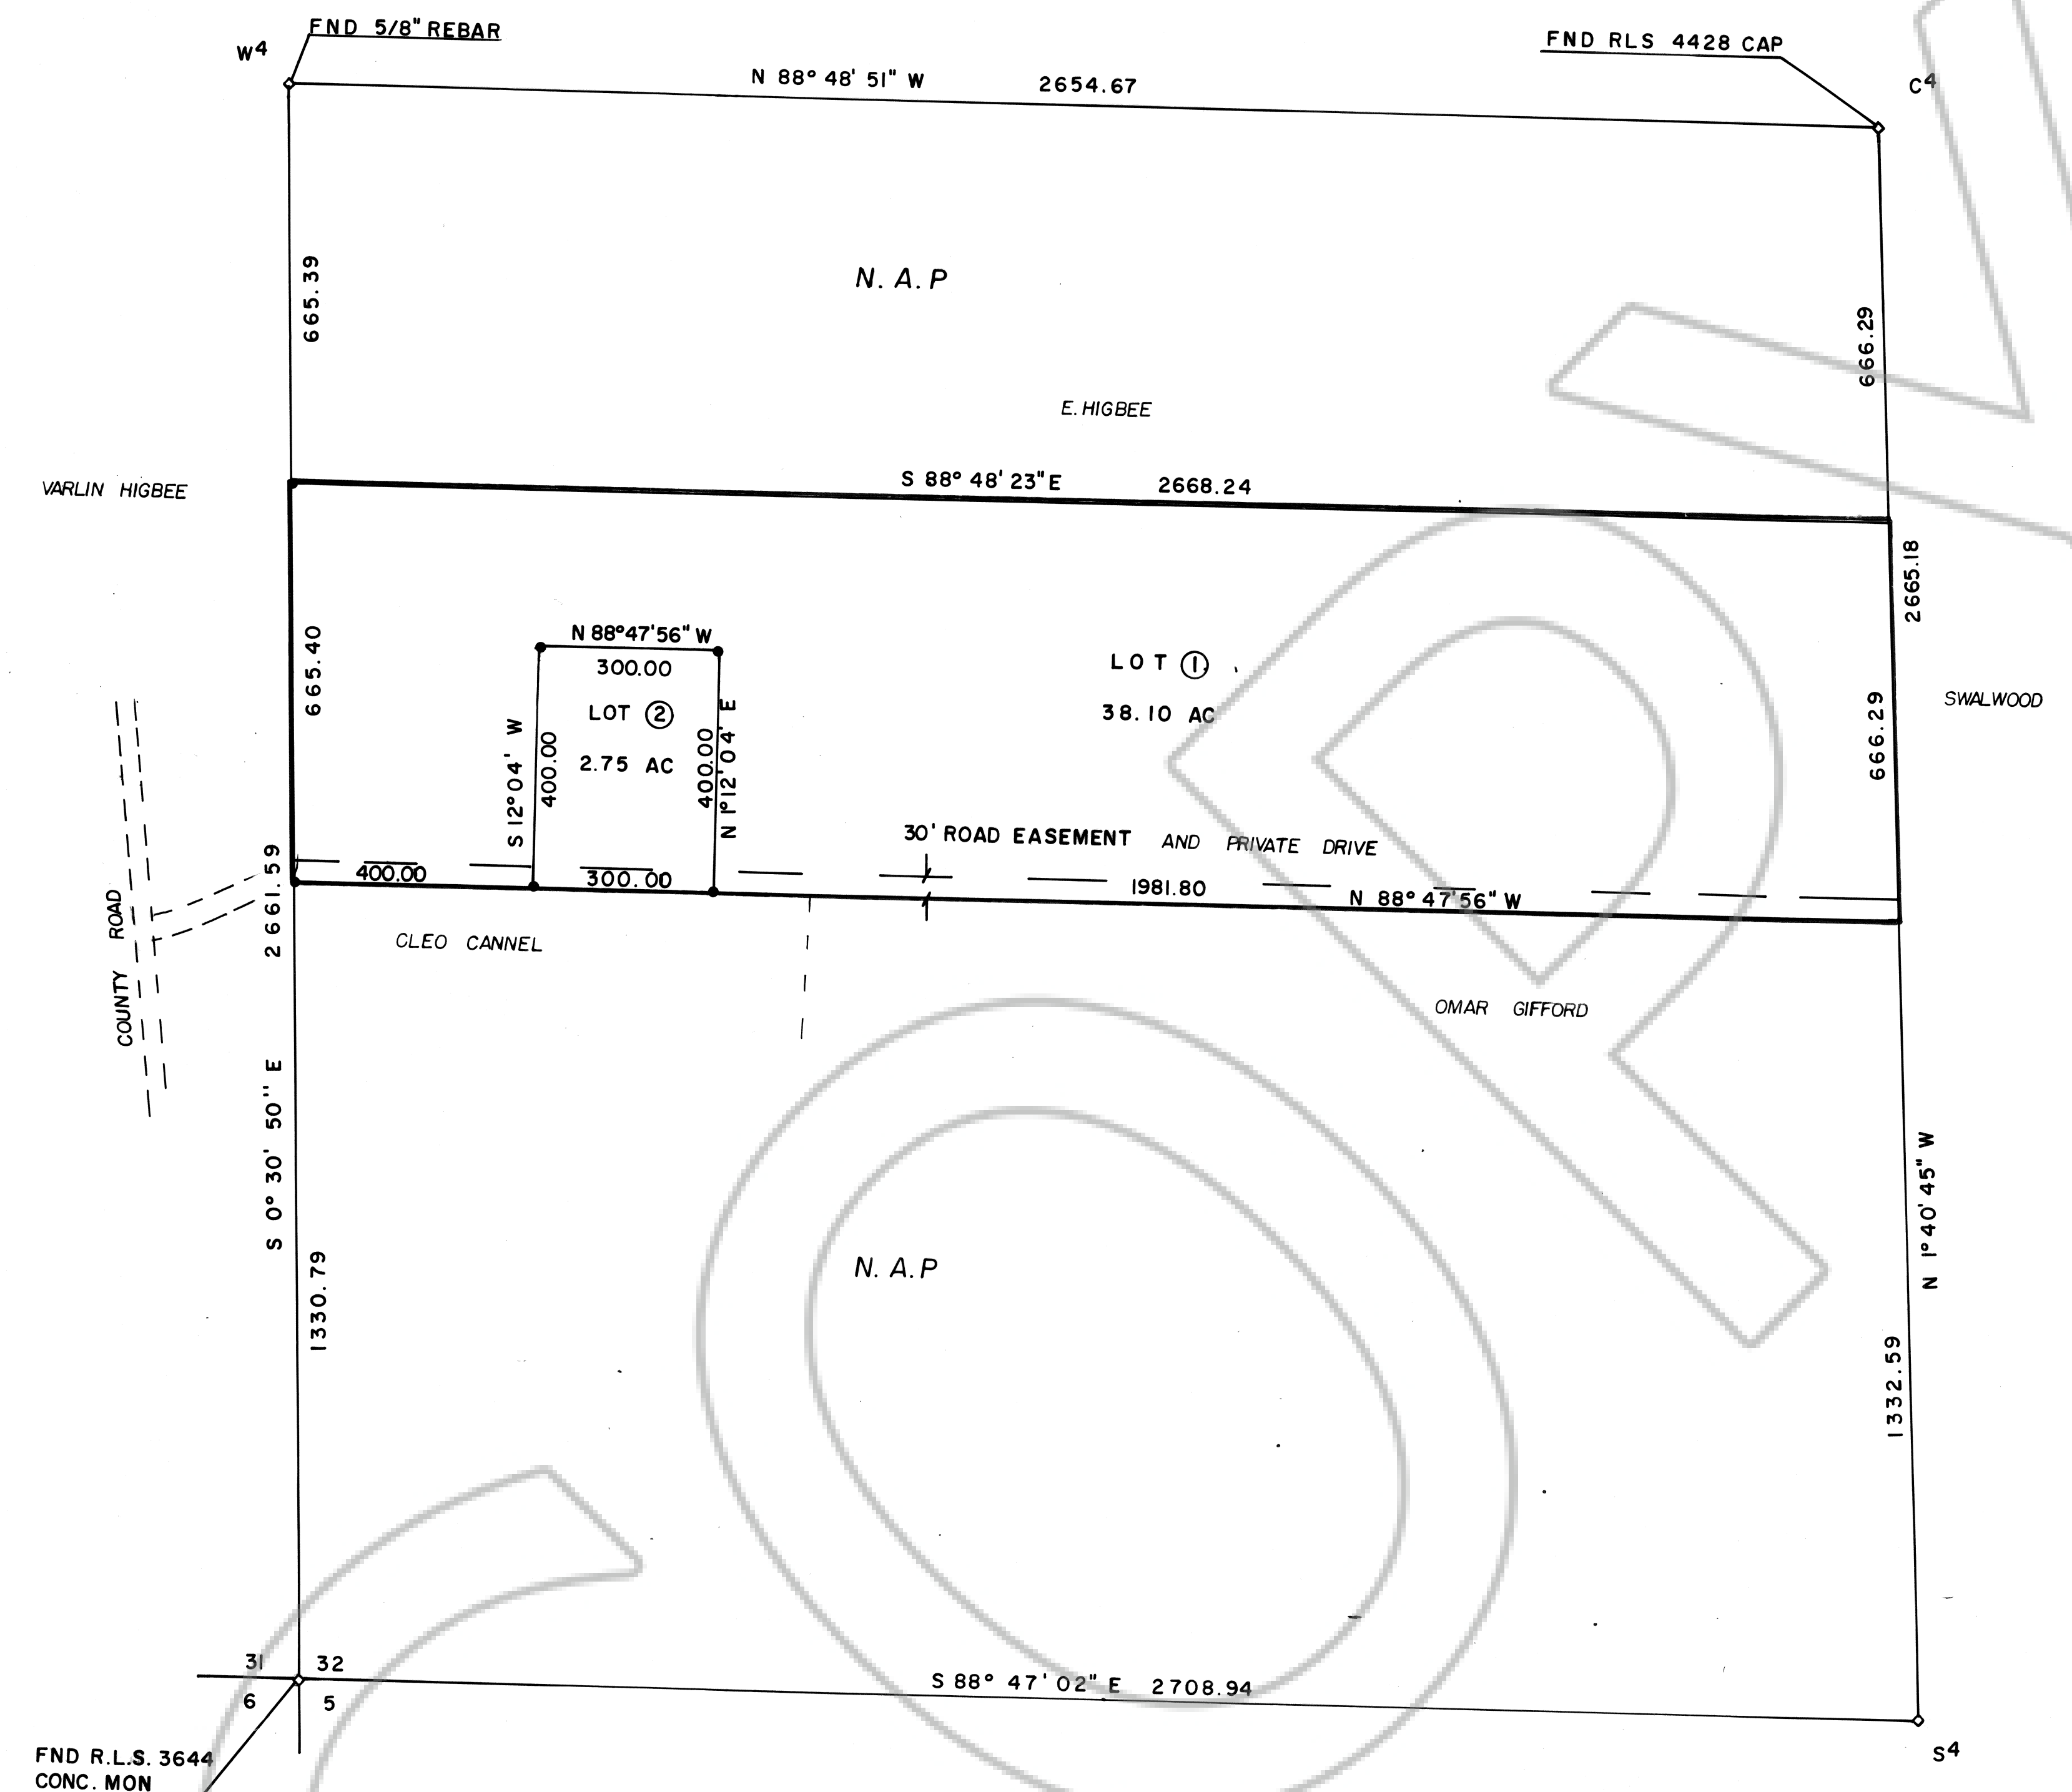 FND 5/8" REBAR
W4
FND RLS 4428 CAP
C4
N 88° 48' 51" W 2654.67
665.39
N. A. P
666.29
E. HIGBEE
VARLIN HIGBEE
S 88° 48' 23" E 2668.24
2665.18
665.40
N 88°47'56" W
300.00
LOT 2
2.75 AC
S 12° 04' W
400.00
400.00
N 1°12'04' E
LOT 1
38.10 AC
666.29
SWALWOOD
30' ROAD EASEMENT AND PRIVATE DRIVE
400.00
300.00
1981.80
N 88° 47'56" W
2661.59
COUNTY ROAD
CLEO CANNEL
OMAR GIFFORD
S 0° 30' 50" E
N 1° 40' 45" W
1330.79
N. A. P
1332.59
31 32
6 5
S 88° 47' 02" E 2708.94
S4
FND R.L.S. 3644
CONC. MON
COPY